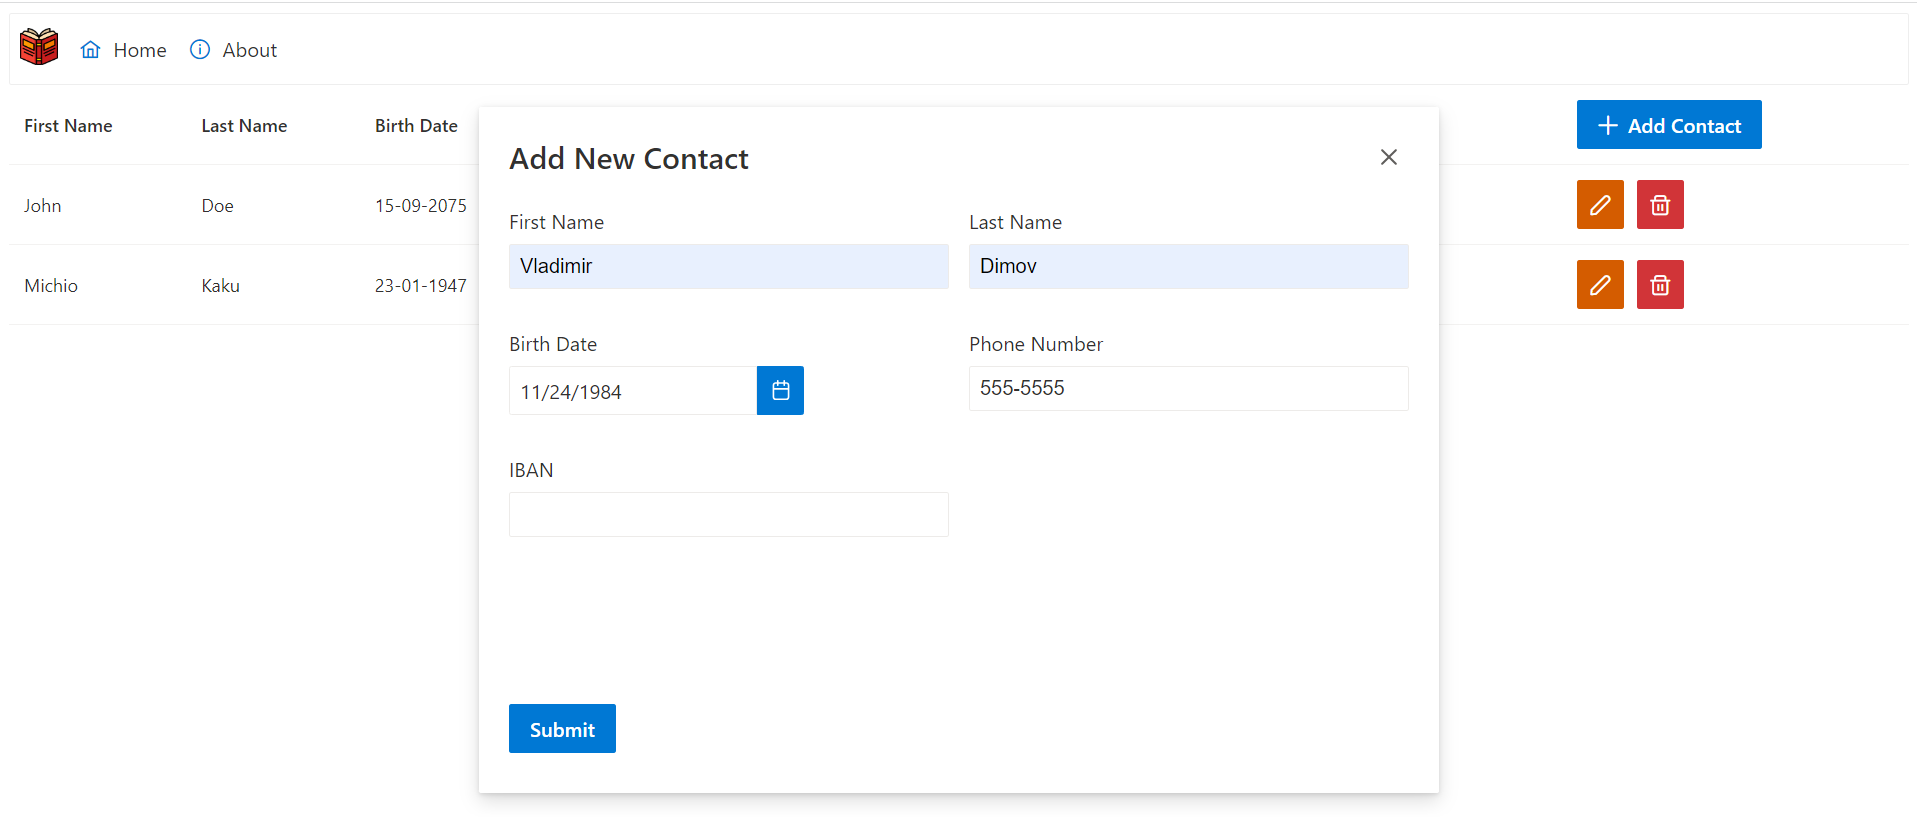 Home About
First Name Last Name Birth Date
Add Contact
John Doe 15-09-2075
Michio Kaku 23-01-1947
Add New Contact
First Name Last Name
Vladimir Dimov
Birth Date Phone Number
11/24/1984 555-5555
IBAN
Submit